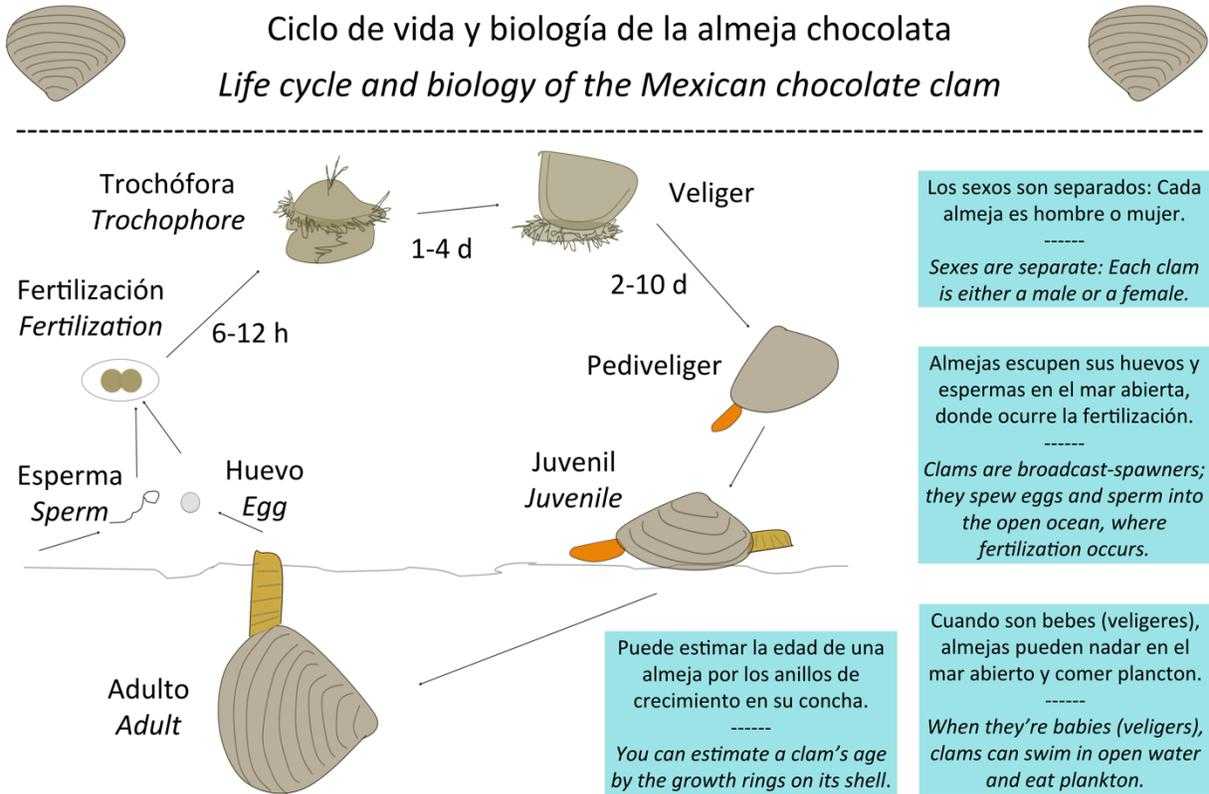 Ciclo de vida y biología de la almeja chocolata
Life cycle and biology of the Mexican chocolate clam
Trochófora
Trochophore
1-4 d
Veliger
2-10 d
Fertilización
Fertilization
6-12 h
Pediveliger
Esperma
Sperm
Huevo
Egg
Juvenil
Juvenile
Adulto
Adult
Los sexos son separados: Cada
almeja es hombre o mujer.
------
Sexes are separate: Each clam
is either a male or a female.
Almejas escupen sus huevos y
espermas en el mar abierta,
donde ocurre la fertilización.
------
Clams are broadcast-spawners;
they spew eggs and sperm into
the open ocean, where
fertilization occurs.
Puede estimar la edad de una
almeja por los anillos de
crecimiento en su concha.
------
You can estimate a clam's age
by the growth rings on its shell.
Cuando son bebes (veligeres),
almejas pueden nadar en el
mar abierto y comer plancton.
------
When they're babies (veligers),
clams can swim in open water
and eat plankton.